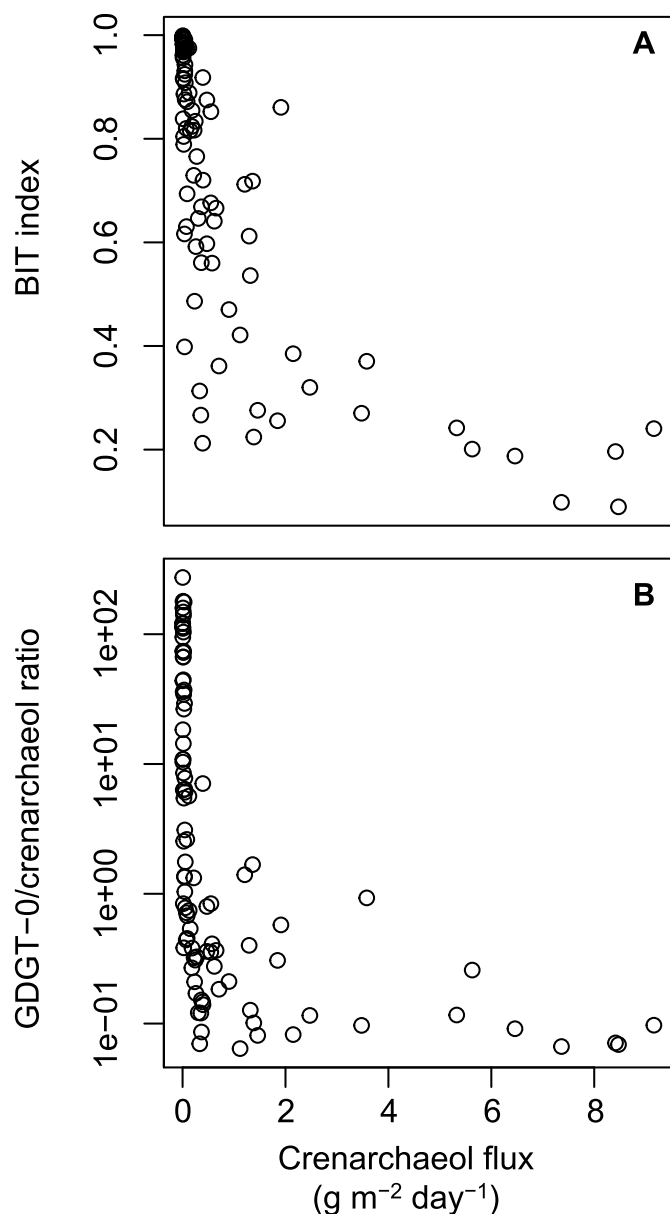 A
BIT index
1.0
0.8
0.6
0.4
0.2
B
GDGT−0/crenarchaeol ratio
1e+02
1e+01
1e+00
1e−01
0 2 4 6 8
Crenarchaeol flux
(g m⁻² day⁻¹)